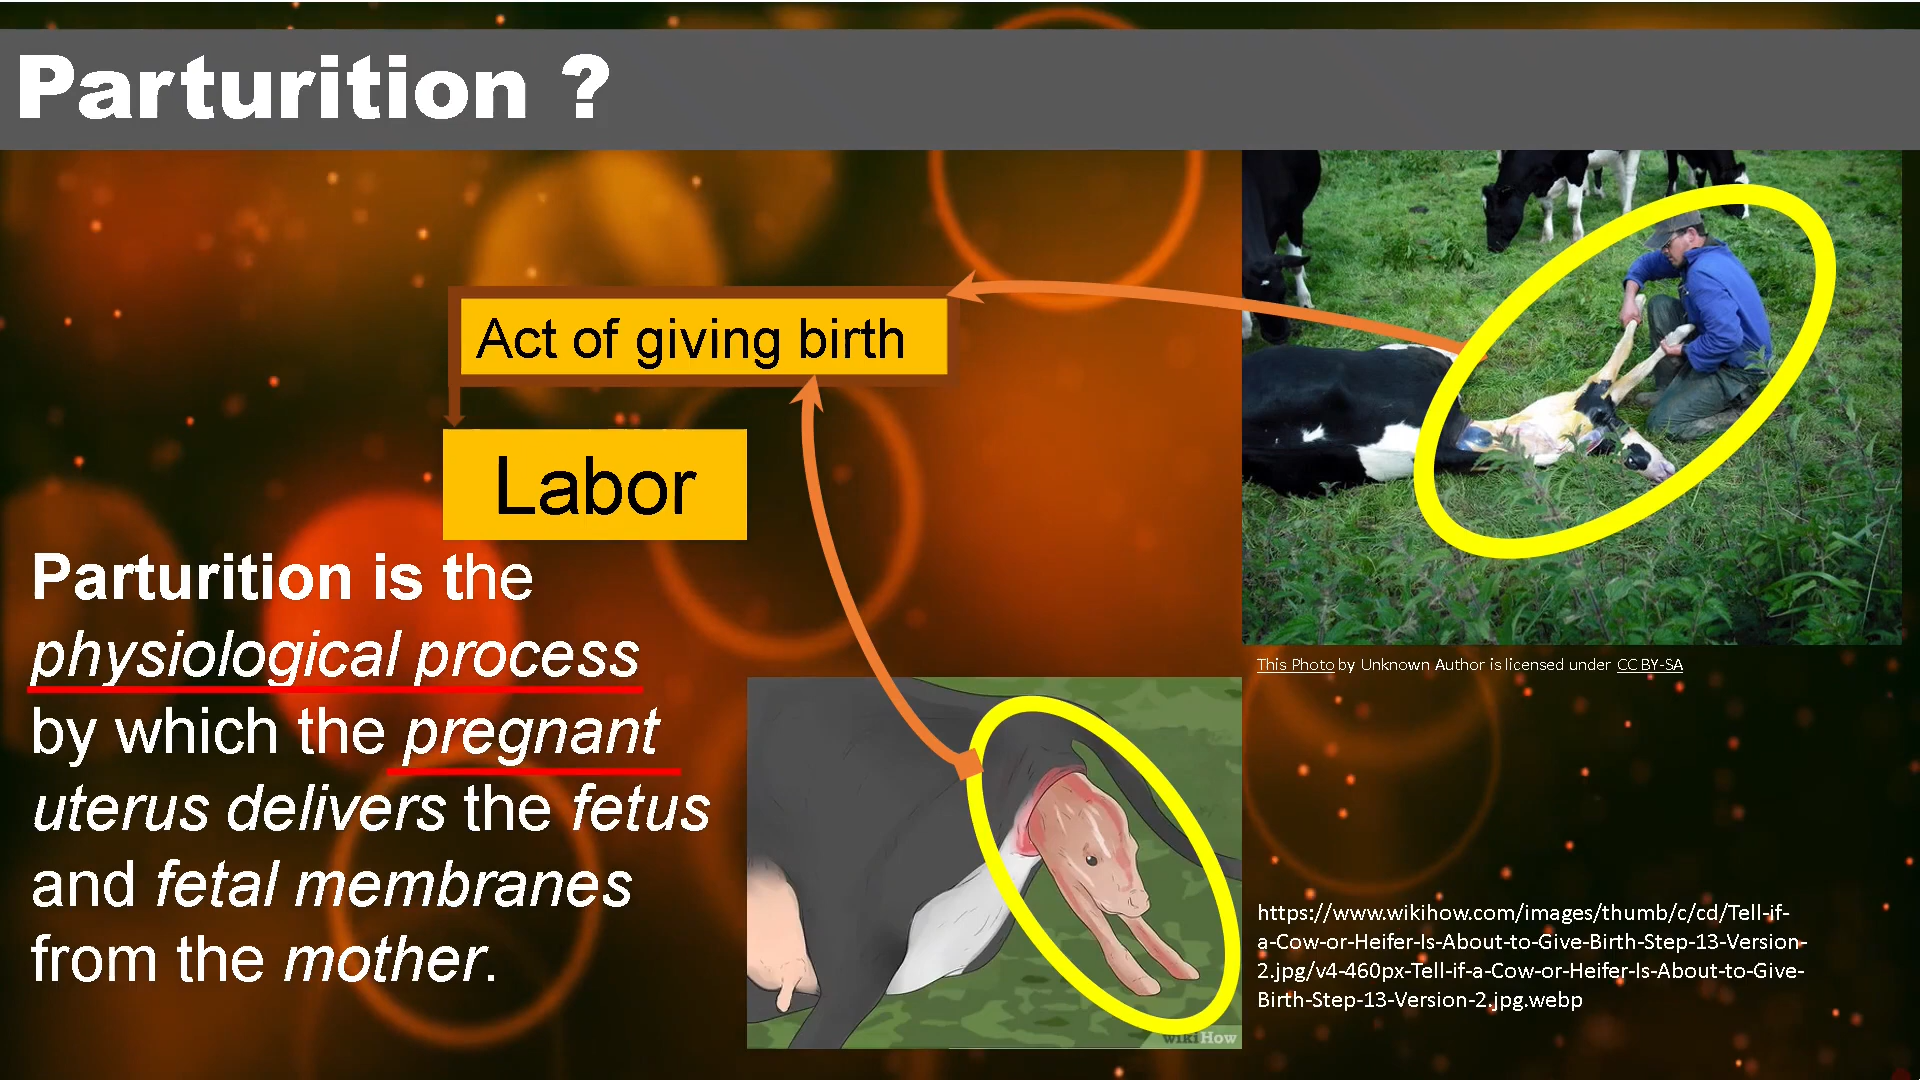 Parturition ?
Act of giving birth
Labor
Parturition is the
physiological process
by which the pregnant
uterus delivers the fetus
and fetal membranes
from the mother.
This Photo by Unknown Author is licensed under CC BY-SA
https://www.wikihow.com/images/thumb/c/cd/Tell-if-
a-Cow-or-Heifer-Is-About-to-Give-Birth-Step-13-Version-
2.jpg/v4-460px-Tell-if-a-Cow-or-Heifer-Is-About-to-Give-
Birth-Step-13-Version-2.jpg.webp
wikiHow